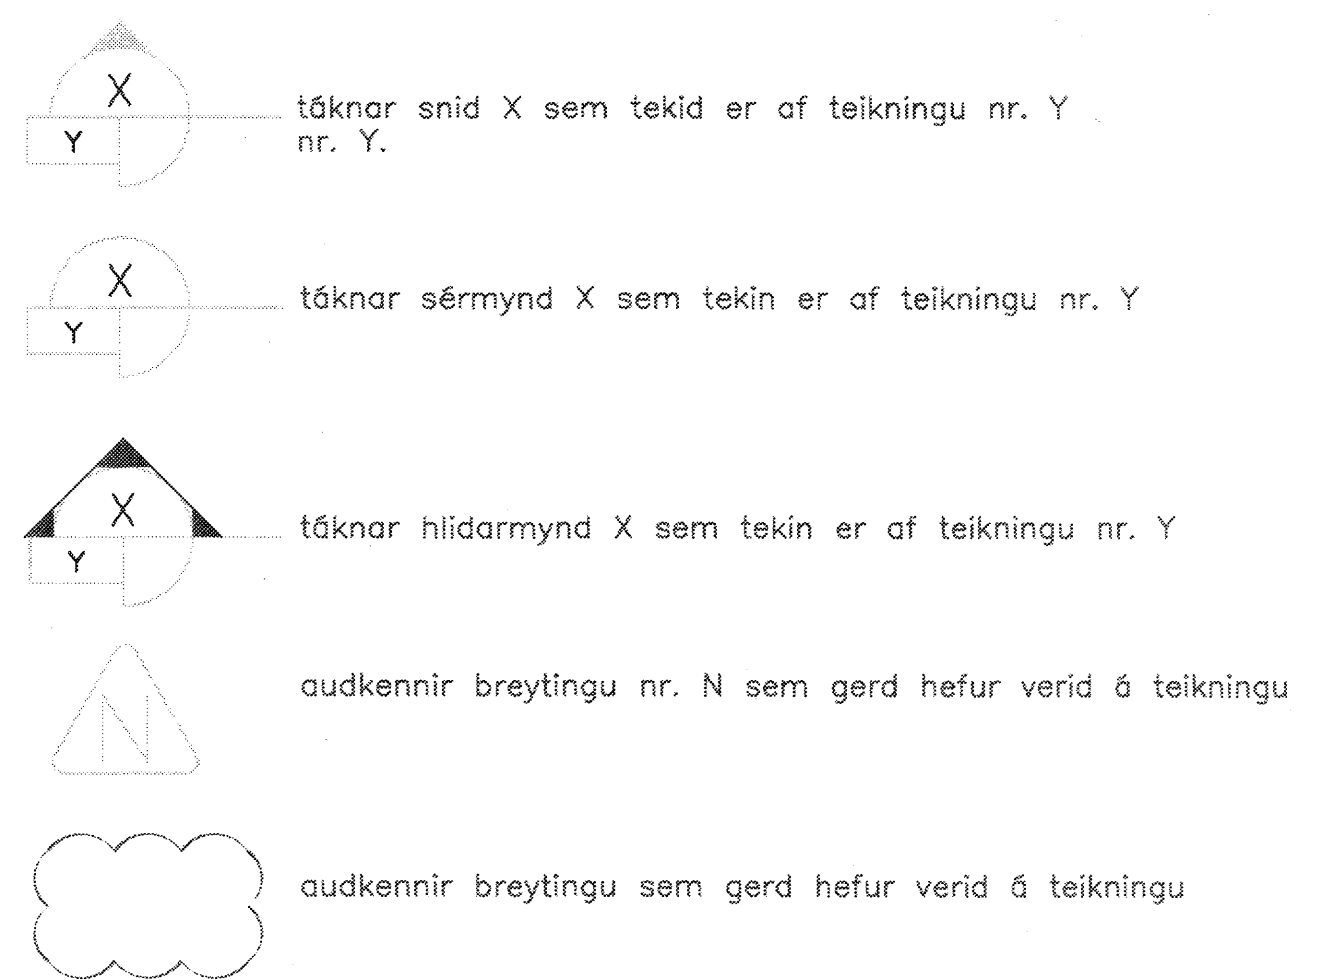 X
Y
táknar snid X sem tekid er af teikningu nr. Y
nr. Y.
X
Y
táknar sérmynd X sem tekin er af teikningu nr. Y
X
Y
táknar hlidarmynd X sem tekin er af teikningu nr. Y
N
audkennir breytingu nr. N sem gerd hefur verid á teikningu
audkennir breytingu sem gerd hefur verid á teikningu